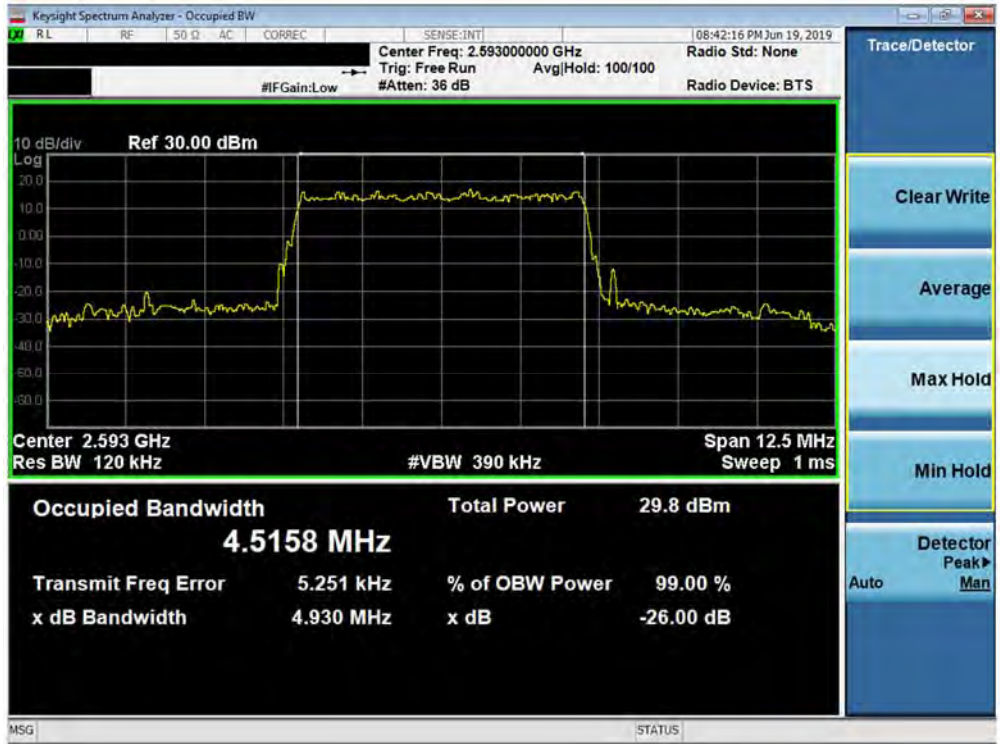 Keysight Spectrum Analyzer - Occupied BW
LXI RL RF 50 Ω AC CORREC SENSE:INT 08:42:16 PM Jun 19, 2019
Center Freq: 2.593000000 GHz Radio Std: None
Trig: Free Run Avg|Hold: 100/100
#IFGain:Low #Atten: 36 dB Radio Device: BTS
Trace/Detector
10 dB/div Ref 30.00 dBm
Log
20.0
10.0
0.00
-10.0
-20.0
-30.0
-40.0
-50.0
-60.0
Center 2.593 GHz Span 12.5 MHz
Res BW 120 kHz #VBW 390 kHz Sweep 1 ms
Occupied Bandwidth Total Power 29.8 dBm
4.5158 MHz
Transmit Freq Error 5.251 kHz % of OBW Power 99.00 %
x dB Bandwidth 4.930 MHz x dB -26.00 dB
Clear Write
Average
Max Hold
Min Hold
Detector
Peak▶
Auto Man
MSG STATUS